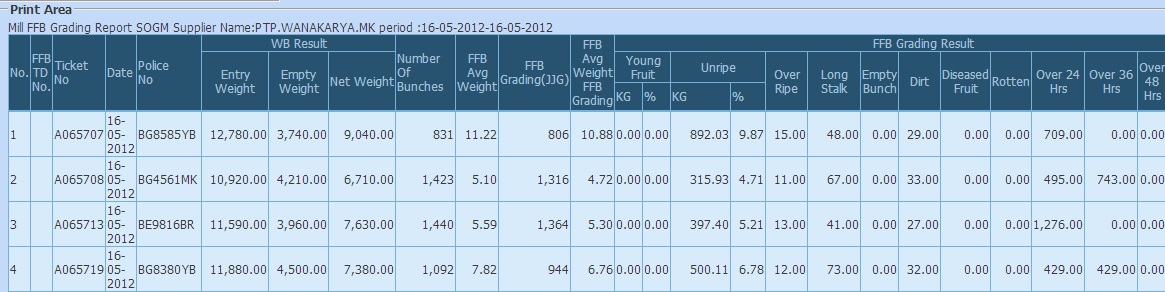 Print Area
Mill FFB Grading Report SOGM Supplier Name:PTP.WANAKARYA.MK period :16-05-2012-16-05-2012
No. FFB TD No. Ticket No Date Police No WB Result Number Of Bunches FFB Avg Weight FFB Grading(JJG) FFB Avg Weight FFB Grading FFB Grading Result
Entry Weight Empty Weight Net Weight Young Fruit Unripe Over Ripe Long Stalk Empty Bunch Dirt Diseased Fruit Rotten Over 24 Hrs Over 36 Hrs Over 48 Hrs
KG % KG %
1 A065707 16-05-2012 BG8585YB 12,780.00 3,740.00 9,040.00 831 11.22 806 10.88 0.00 0.00 892.03 9.87 15.00 48.00 0.00 29.00 0.00 0.00 709.00 0.00 0.00
2 A065708 16-05-2012 BG4561MK 10,920.00 4,210.00 6,710.00 1,423 5.10 1,316 4.72 0.00 0.00 315.93 4.71 11.00 67.00 0.00 33.00 0.00 0.00 495.00 743.00 0.00
3 A065713 16-05-2012 BE9816BR 11,590.00 3,960.00 7,630.00 1,440 5.59 1,364 5.30 0.00 0.00 397.40 5.21 13.00 41.00 0.00 27.00 0.00 0.00 1,276.00 0.00 0.00
4 A065719 16-05-2012 BG8380YB 11,880.00 4,500.00 7,380.00 1,092 7.82 944 6.76 0.00 0.00 500.11 6.78 12.00 73.00 0.00 32.00 0.00 0.00 429.00 429.00 0.00